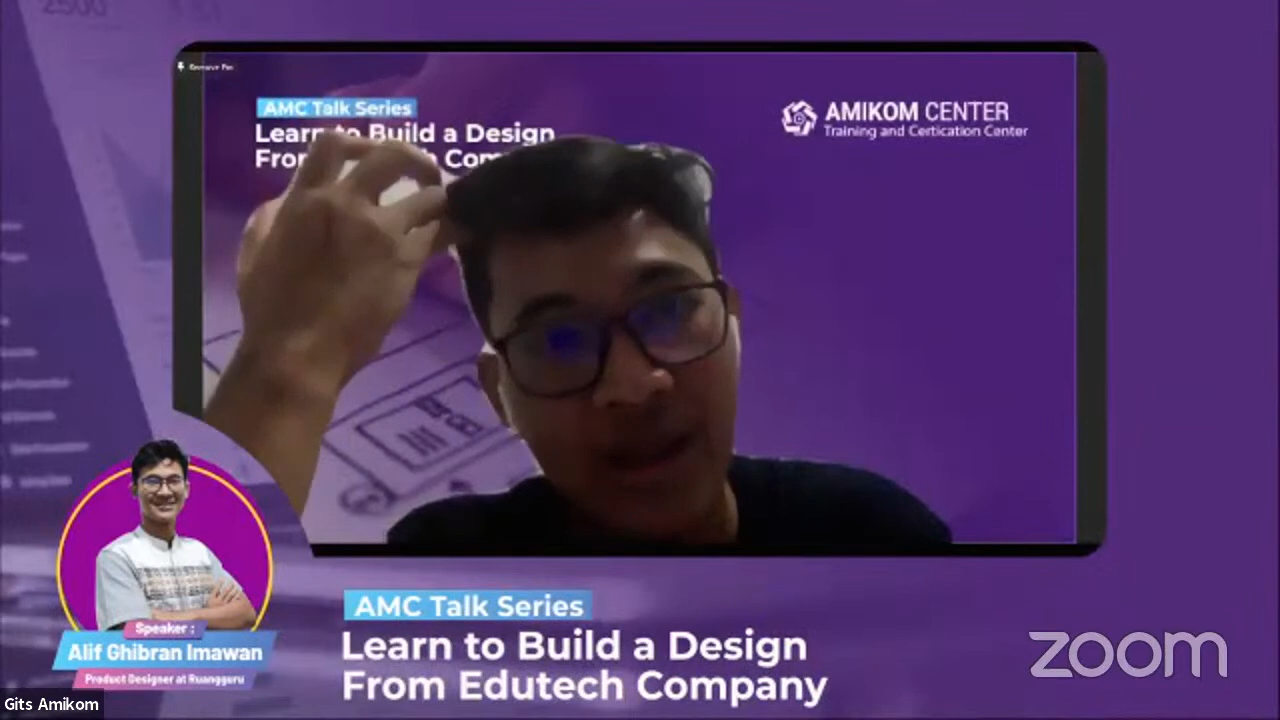 AMC Talk Series
Learn to Build a Design
AMIKOM CENTER
Training and Certication Center
Speaker :
Alif Ghibran Imawan
Product Designer at Ruangguru
Gits Amikom
AMC Talk Series
Learn to Build a Design
From Edutech Company
zoom